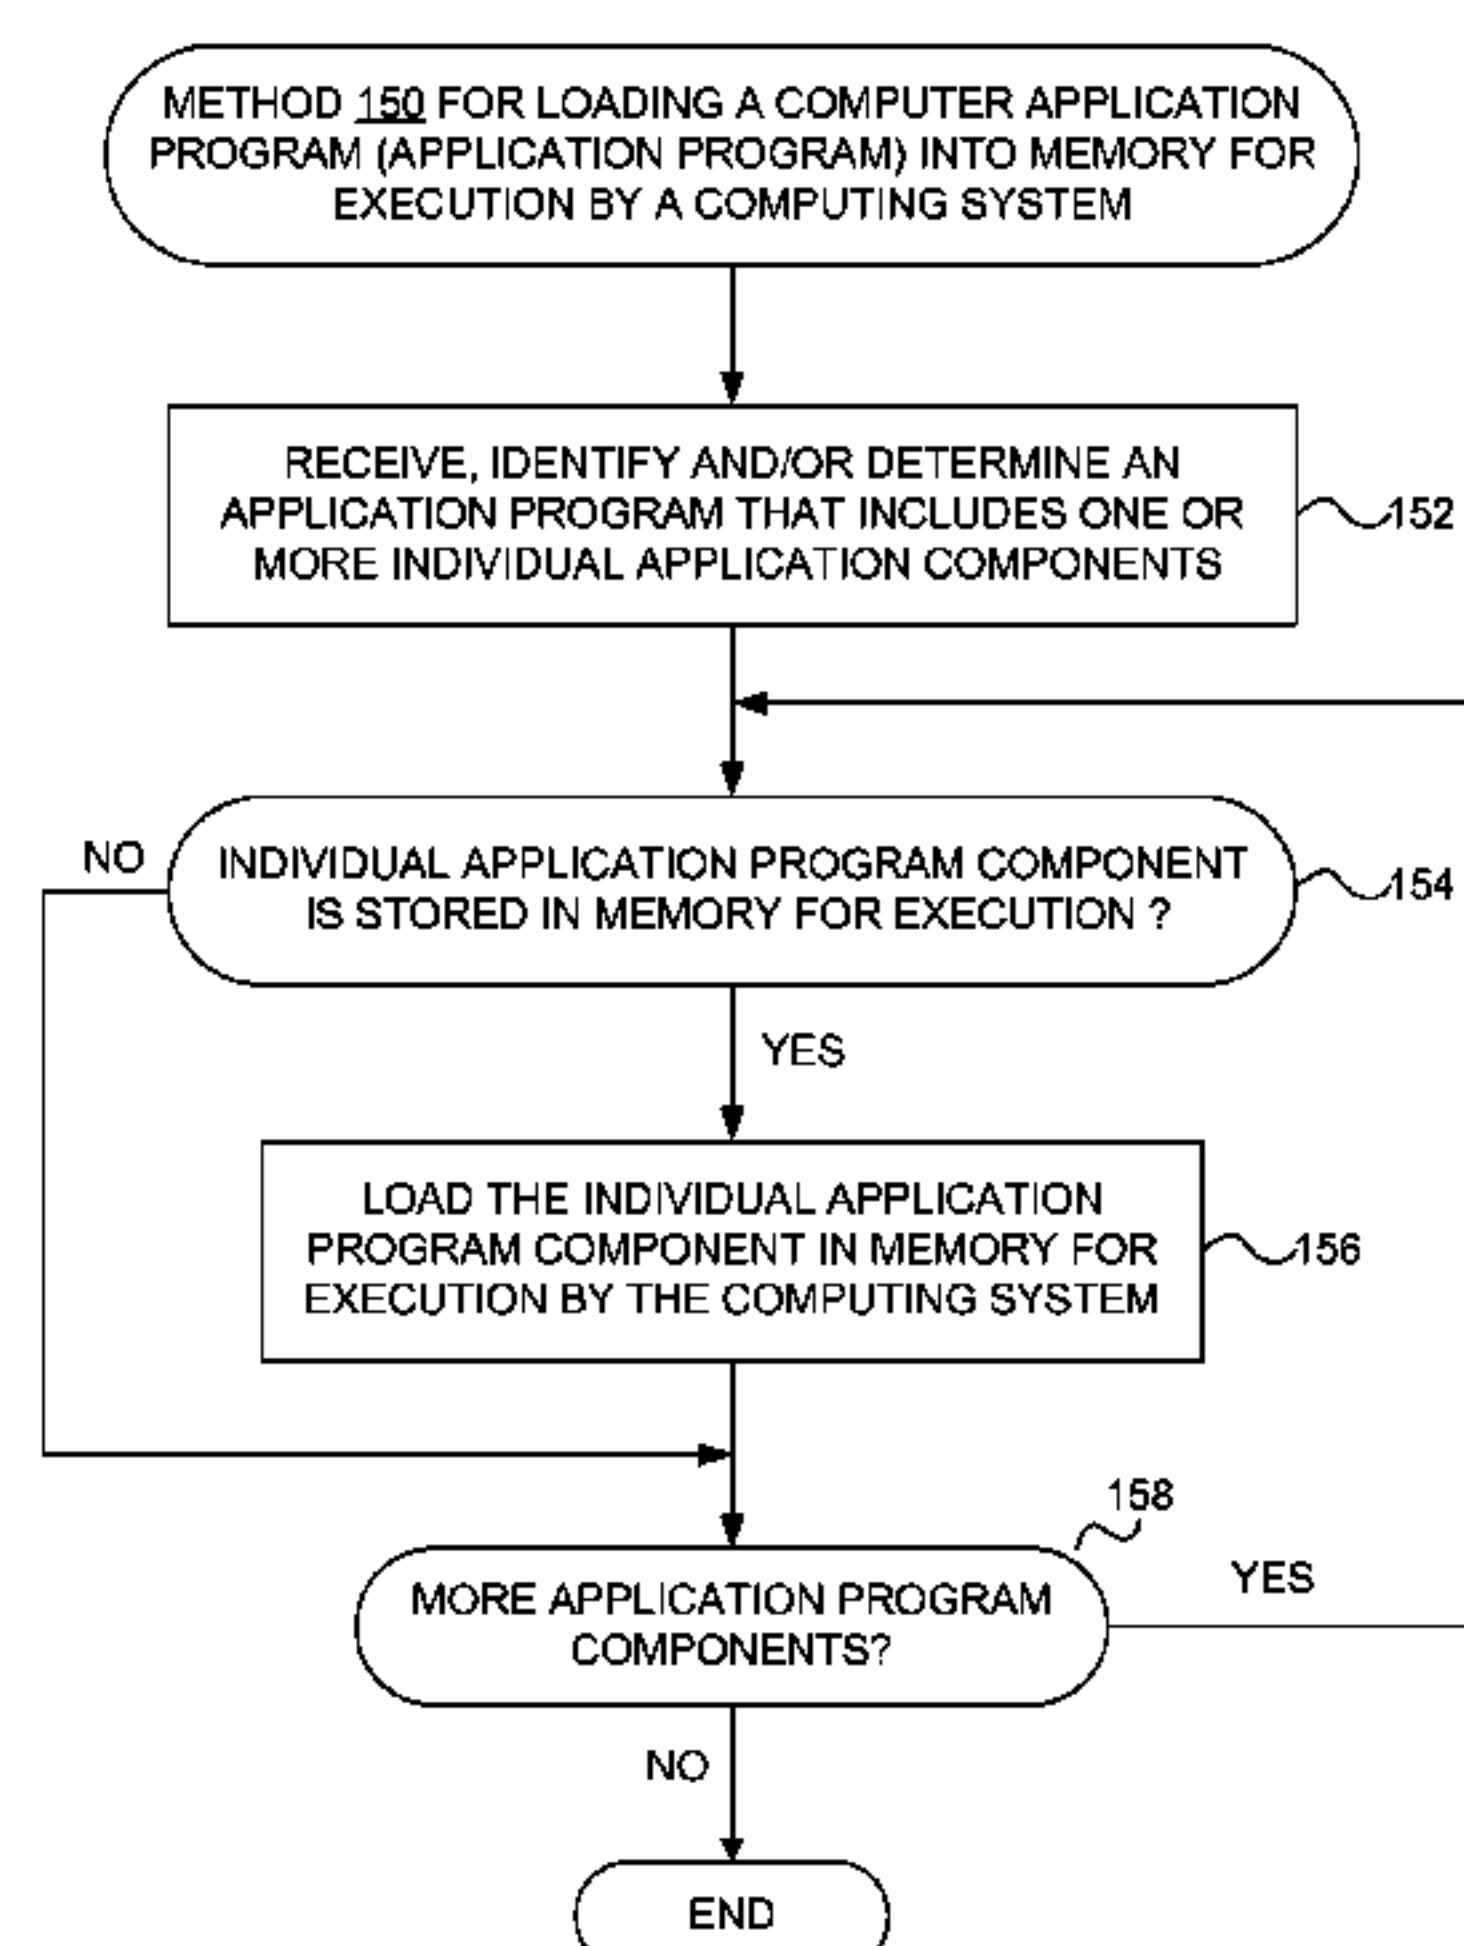 METHOD 150 FOR LOADING A COMPUTER APPLICATION
PROGRAM (APPLICATION PROGRAM) INTO MEMORY FOR
EXECUTION BY A COMPUTING SYSTEM
RECEIVE, IDENTIFY AND/OR DETERMINE AN
APPLICATION PROGRAM THAT INCLUDES ONE OR
MORE INDIVIDUAL APPLICATION COMPONENTS
152
NO
INDIVIDUAL APPLICATION PROGRAM COMPONENT
IS STORED IN MEMORY FOR EXECUTION ?
154
YES
LOAD THE INDIVIDUAL APPLICATION
PROGRAM COMPONENT IN MEMORY FOR
EXECUTION BY THE COMPUTING SYSTEM
156
158
MORE APPLICATION PROGRAM
COMPONENTS?
YES
NO
END